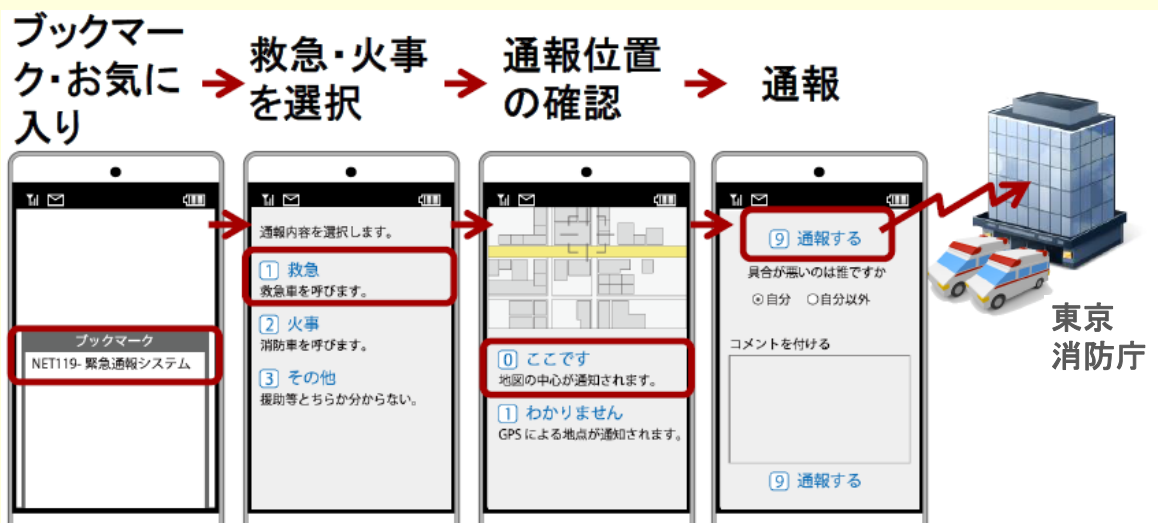 ブックマー
ク・お気に
入り
救急・火事
を選択
通報位置
の確認
通報
ブックマーク
NET119- 緊急通報システム
通報内容を選択します。
1 救急
救急車を呼びます。
2 火事
消防車を呼びます。
3 その他
援助等とちらか分からない。
0 ここです
地図の中心が通知されます。
1 わかりません
GPSによる地点が通知されます。
9 通報する
具合が悪いのは誰ですか
自分 自分以外
コメントを付ける
9 通報する
東京
消防庁